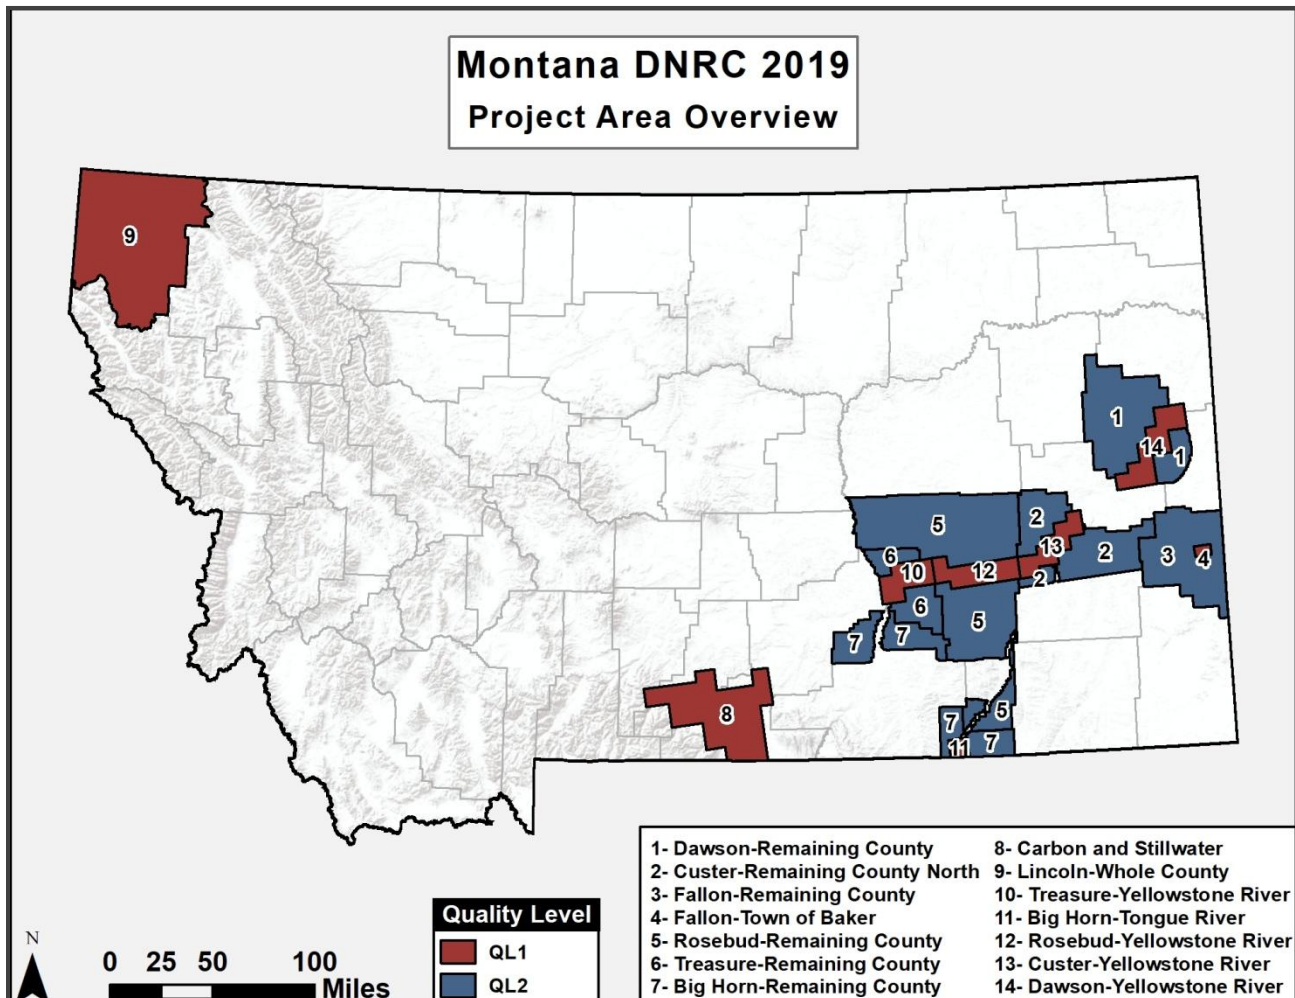 Montana DNRC 2019
Project Area Overview
9
1
14
1
5
2
13
2
3
4
6
10
12
2
6
5
7
7
8
7
5
11
7
1- Dawson-Remaining County
2- Custer-Remaining County North
3- Fallon-Remaining County
4- Fallon-Town of Baker
5- Rosebud-Remaining County
6- Treasure-Remaining County
7- Big Horn-Remaining County
8- Carbon and Stillwater
9- Lincoln-Whole County
10- Treasure-Yellowstone River
11- Big Horn-Tongue River
12- Rosebud-Yellowstone River
13- Custer-Yellowstone River
14- Dawson-Yellowstone River
Quality Level
QL1
QL2
N
0 25 50 100
Miles